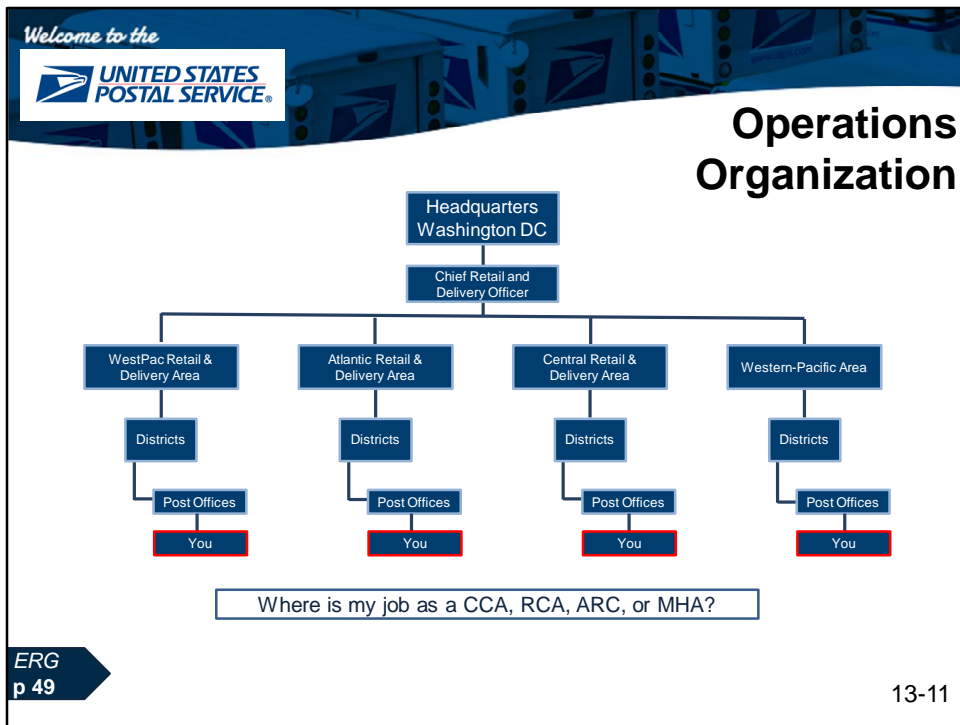 Welcome to the
UNITED STATES
POSTAL SERVICE®
www.usps.com
Operations
Organization
Headquarters
Washington DC
Chief Retail and
Delivery Officer
WestPac Retail &
Delivery Area
Atlantic Retail &
Delivery Area
Central Retail &
Delivery Area
Western-Pacific Area
Districts
Districts
Districts
Districts
Post Offices
Post Offices
Post Offices
Post Offices
You
You
You
You
Where is my job as a CCA, RCA, ARC, or MHA?
ERG
p 49
13-11